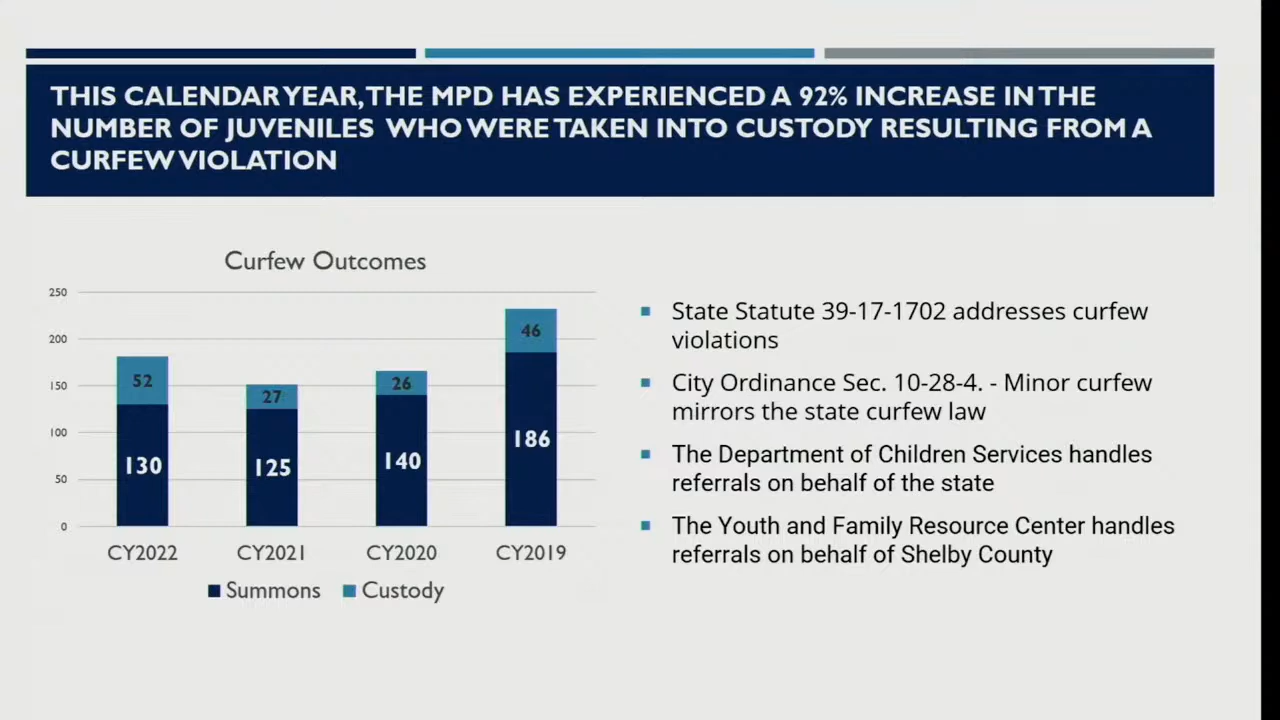 THIS CALENDAR YEAR, THE MPD HAS EXPERIENCED A 92% INCREASE IN THE
NUMBER OF JUVENILES WHO WERE TAKEN INTO CUSTODY RESULTING FROM A
CURFEW VIOLATION
Curfew Outcomes
250
200
150
100
50
0
52
130
27
125
26
140
46
186
CY2022
CY2021
CY2020
CY2019
Summons
Custody
State Statute 39-17-1702 addresses curfew
violations
City Ordinance Sec. 10-28-4. - Minor curfew
mirrors the state curfew law
The Department of Children Services handles
referrals on behalf of the state
The Youth and Family Resource Center handles
referrals on behalf of Shelby County